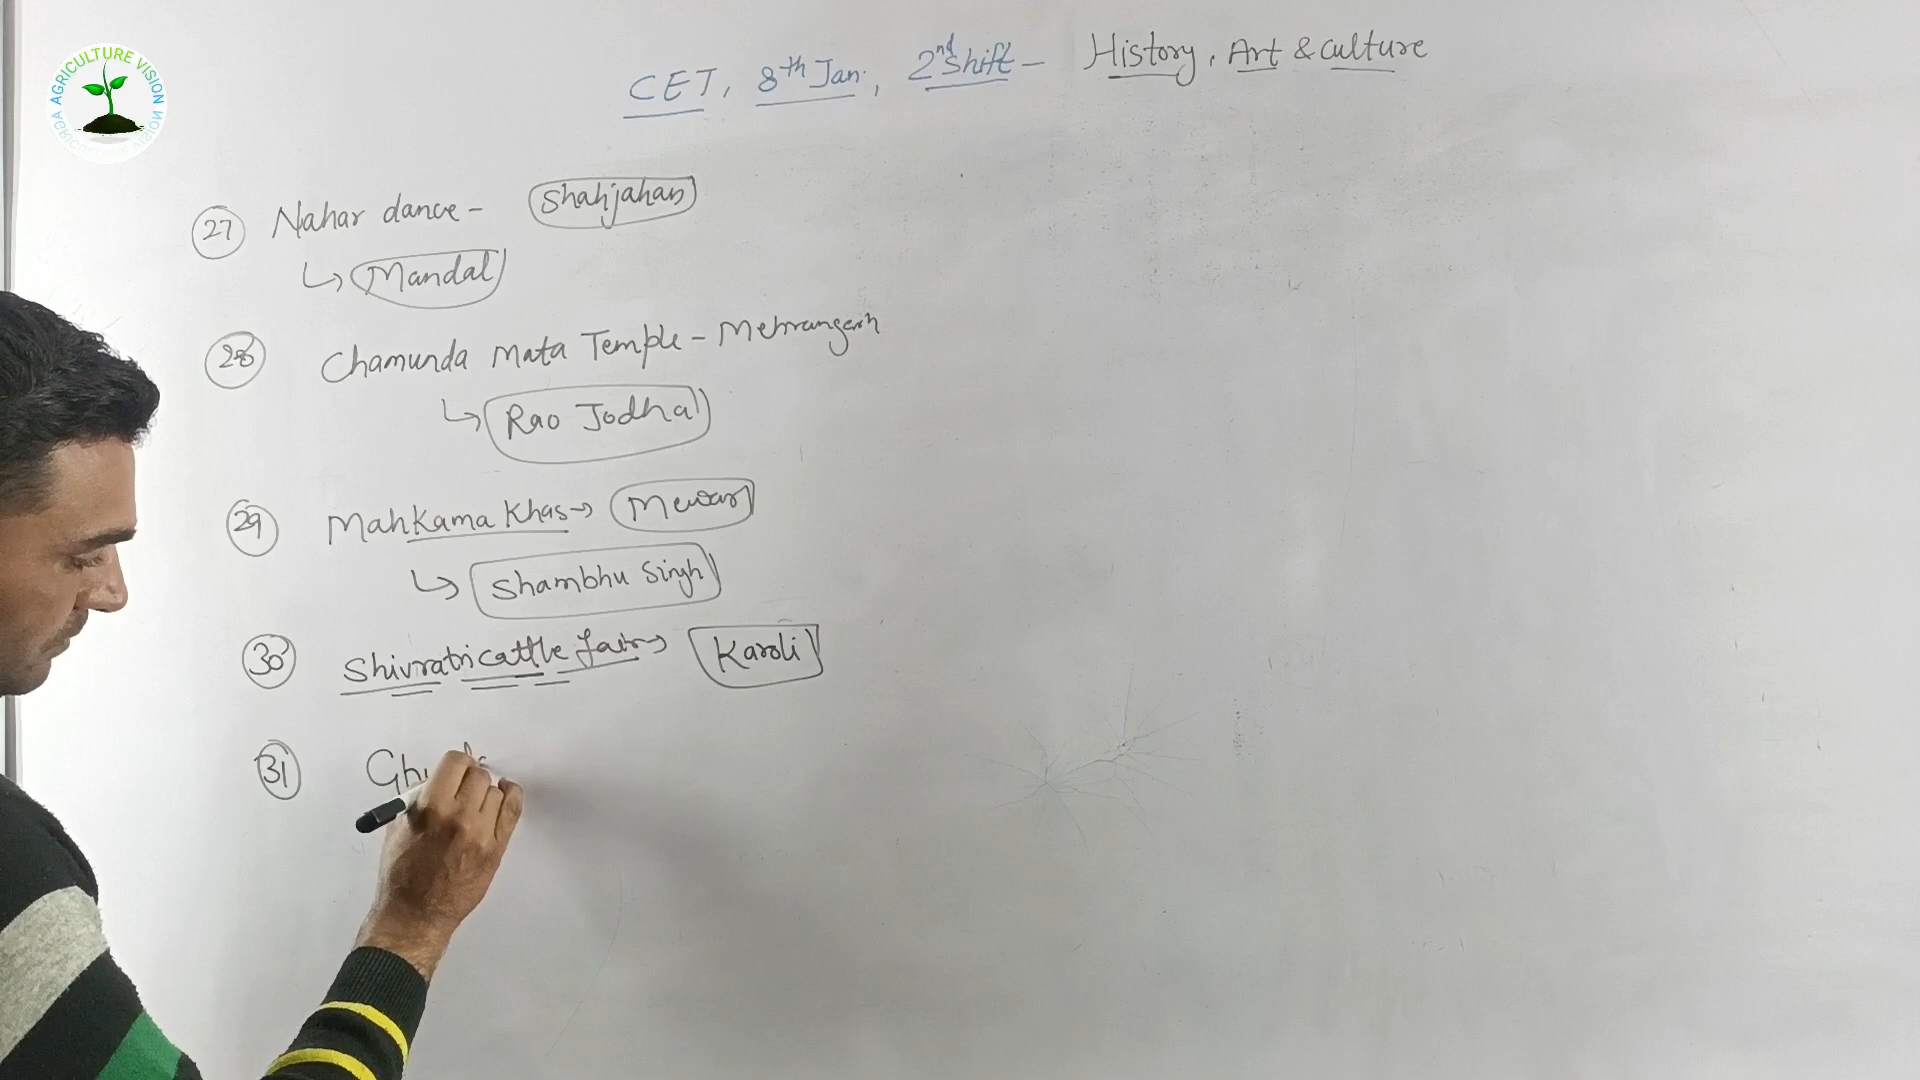 AGRICULTURE VISION
CET, 8th Jan., 2nd Shift - History, Art & Culture
27 Nahar dance - Shahjahan
↳ Mandal
28 Chamunda Mata Temple - Mehrangarh
↳ Rao Jodha
29 Mahkama Khas → Mewar
↳ Shambhu Singh
30 Shivratri cattle fair → Karoli
31